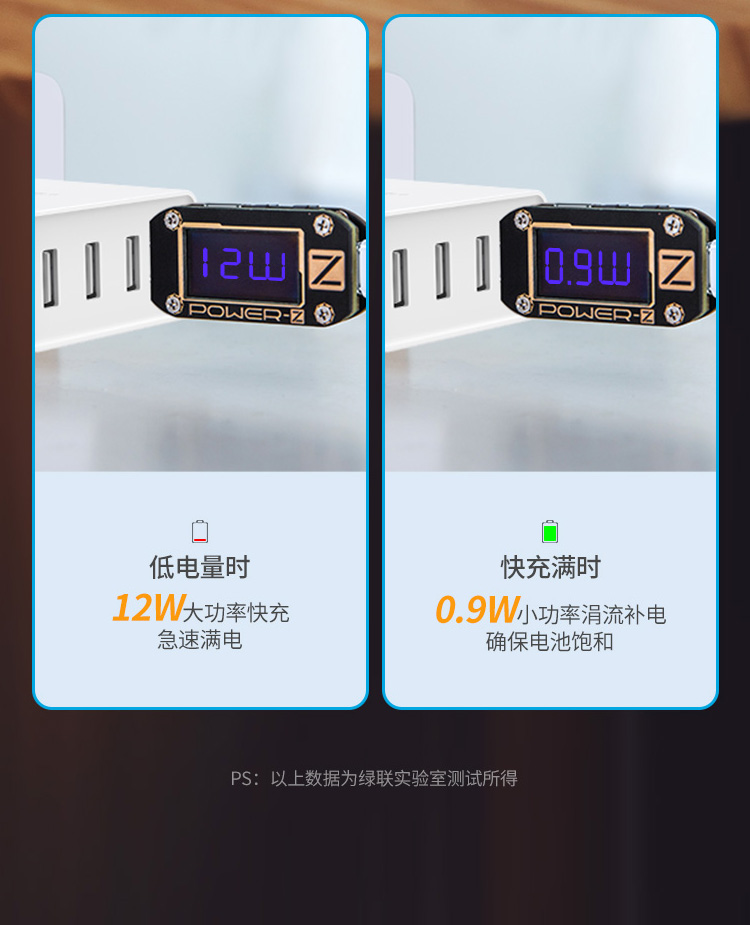 12W
Z
POWER-Z
低电量时
12W大功率快充
急速满电
0.9W
Z
POWER-Z
快充满时
0.9W小功率涓流补电
确保电池饱和
PS：以上数据为绿联实验室测试所得